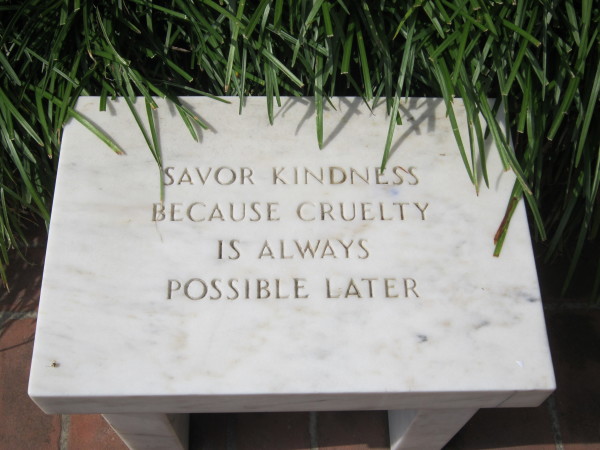 SAVOR KINDNESS
BECAUSE CRUELTY
IS ALWAYS
POSSIBLE LATER